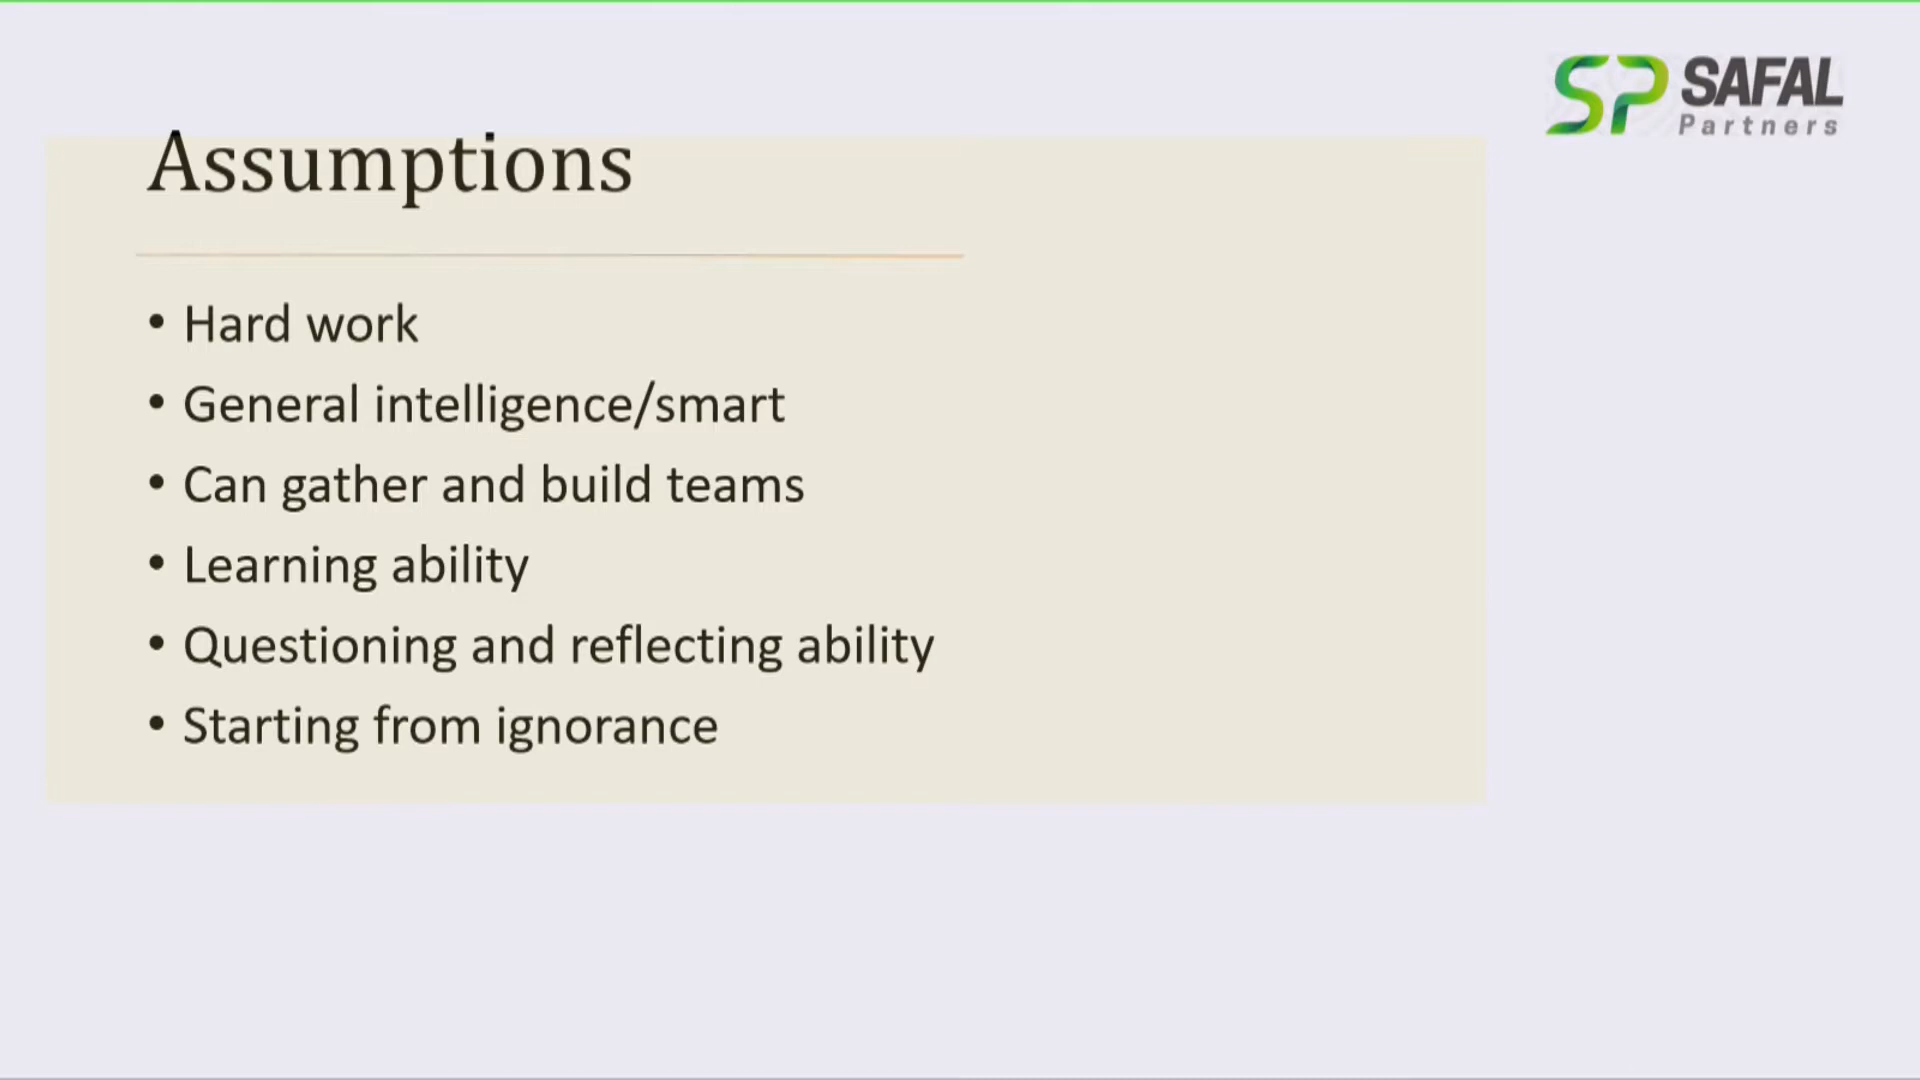 SP SAFAL
Partners
Assumptions
• Hard work
• General intelligence/smart
• Can gather and build teams
• Learning ability
• Questioning and reflecting ability
• Starting from ignorance